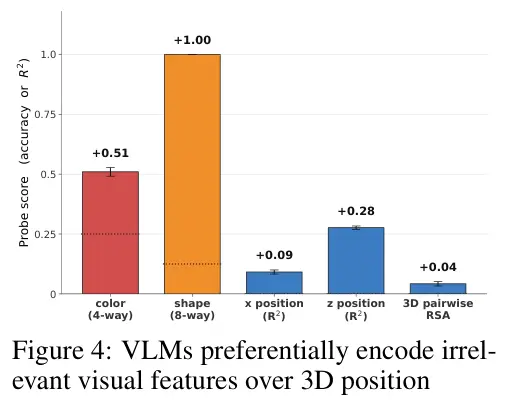 +1.00
1.0
Probe score (accuracy or R²)
0.75
+0.51
0.5
+0.28
0.25
+0.09
+0.04
0
color
(4-way)
shape
(8-way)
x position
(R²)
z position
(R²)
3D pairwise
RSA
Figure 4: VLMs preferentially encode irrel-
evant visual features over 3D position